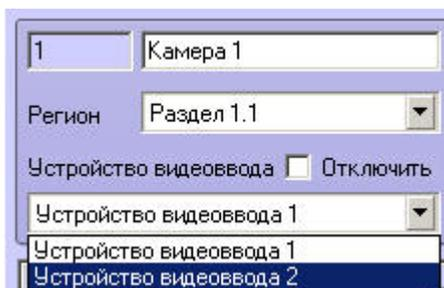 1 Камера 1
Регион Раздел 1.1
Устройство видеоввода Отключить
Устройство видеоввода 1
Устройство видеоввода 1
Устройство видеоввода 2